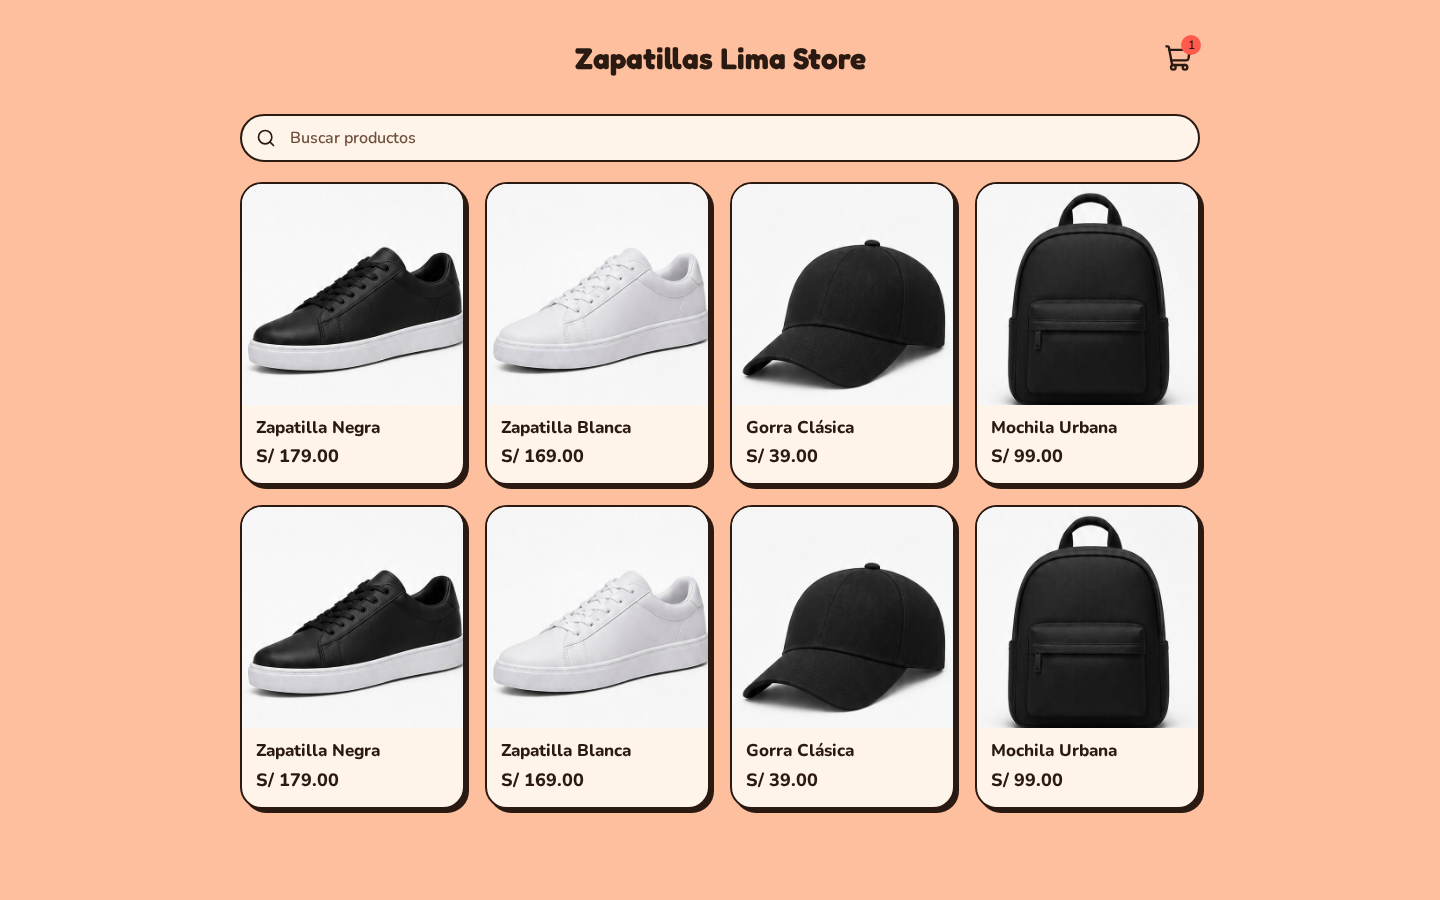 Zapatillas Lima Store
1
Buscar productos
Zapatilla Negra
S/ 179.00
Zapatilla Blanca
S/ 169.00
Gorra Clásica
S/ 39.00
Mochila Urbana
S/ 99.00
Zapatilla Negra
S/ 179.00
Zapatilla Blanca
S/ 169.00
Gorra Clásica
S/ 39.00
Mochila Urbana
S/ 99.00